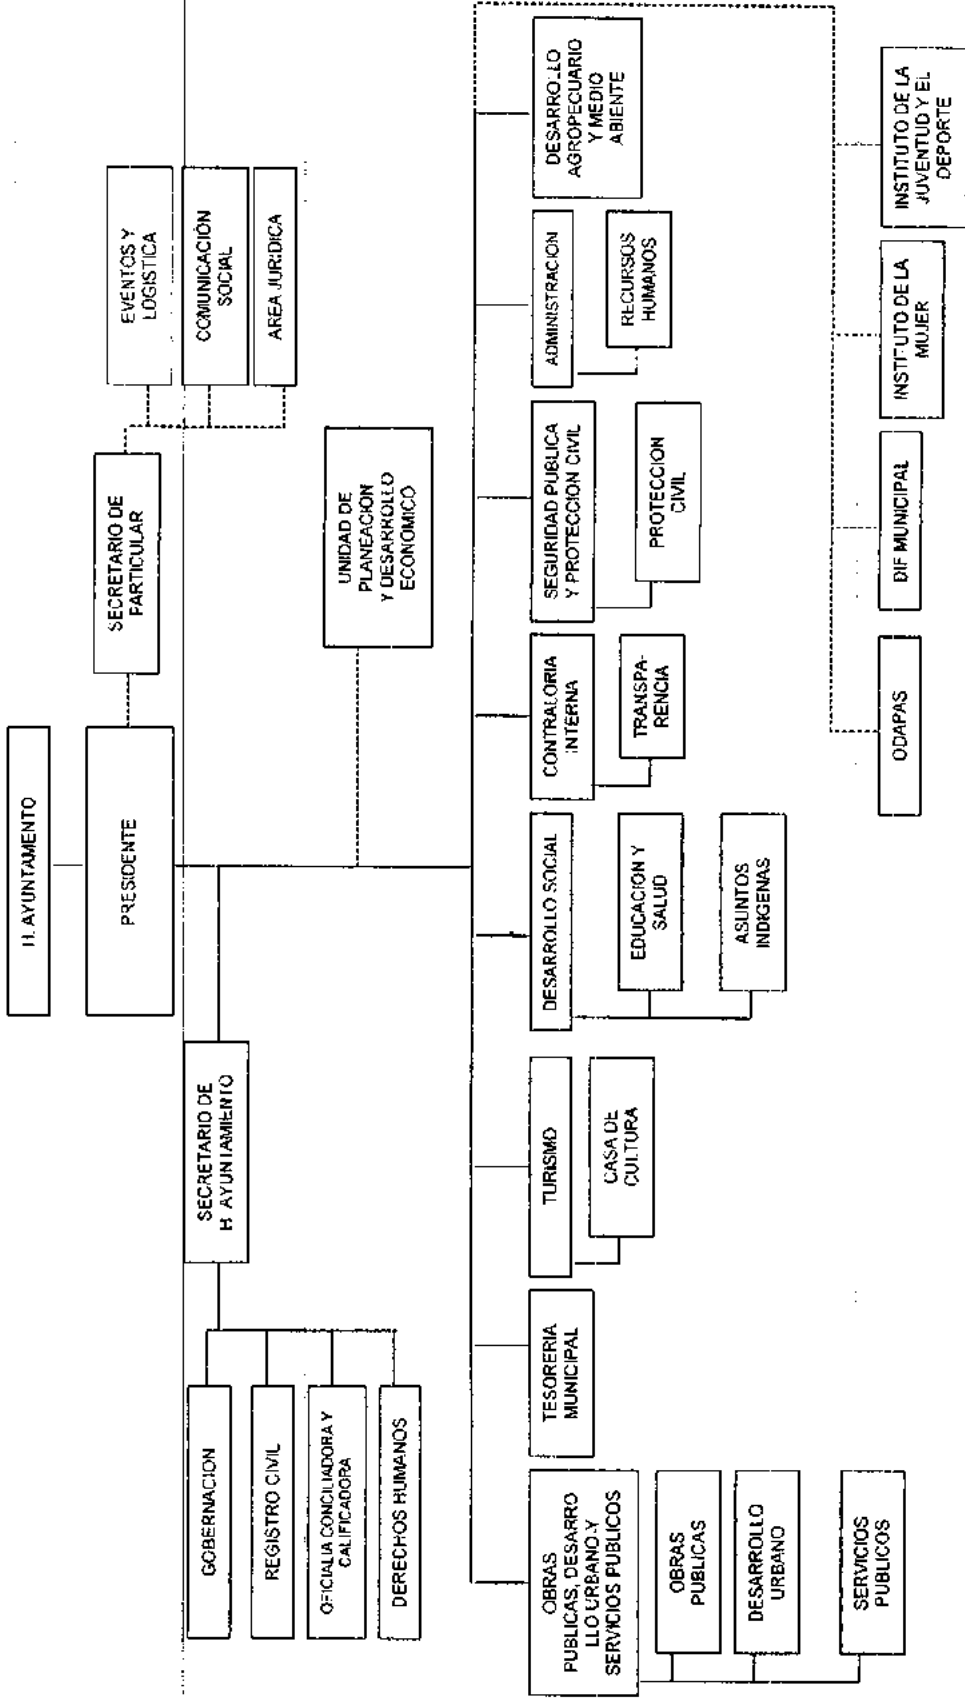 H. AYUNTAMIENTO
PRESIDENTE
SECRETARIO DE
PARTICULAR
EVENTOS Y
LOGISTICA
COMUNICACIÓN
SOCIAL
AREA JURIDICA
SECRETARIO DE
H. AYUNTAMIENTO
GOBERNACION
REGISTRO CIVIL
OFICIALIA CONCILIADORA Y
CALIFICADORA
DERECHOS HUMANOS
UNIDAD DE
PLANEACION
Y DESARROLLO
ECONOMICO
OBRAS
PUBLICAS, DESARRO
LLO URBANO Y
SERVICIOS PUBLICOS
OBRAS
PUBLICAS
DESARROLLO
URBANO
SERVICIOS
PUBLICOS
TESORERIA
MUNICIPAL
TURISMO
CASA DE
CULTURA
DESARROLLO SOCIAL
EDUCACION Y
SALUD
ASUNTOS
INDIGENAS
CONTRALORIA
INTERNA
TRANSPA-
RENCIA
SEGURIDAD PUBLICA
Y PROTECCION CIVIL
PROTECCION
CIVIL
ADMINISTRACION
RECURSOS
HUMANOS
DESARROLLO
AGROPECUARIO
Y MEDIO
ABIENTE
ODAPAS
DIF MUNICIPAL
INSTITUTO DE LA
MUJER
INSTITUTO DE LA
JUVENTUD Y EL
DEPORTE